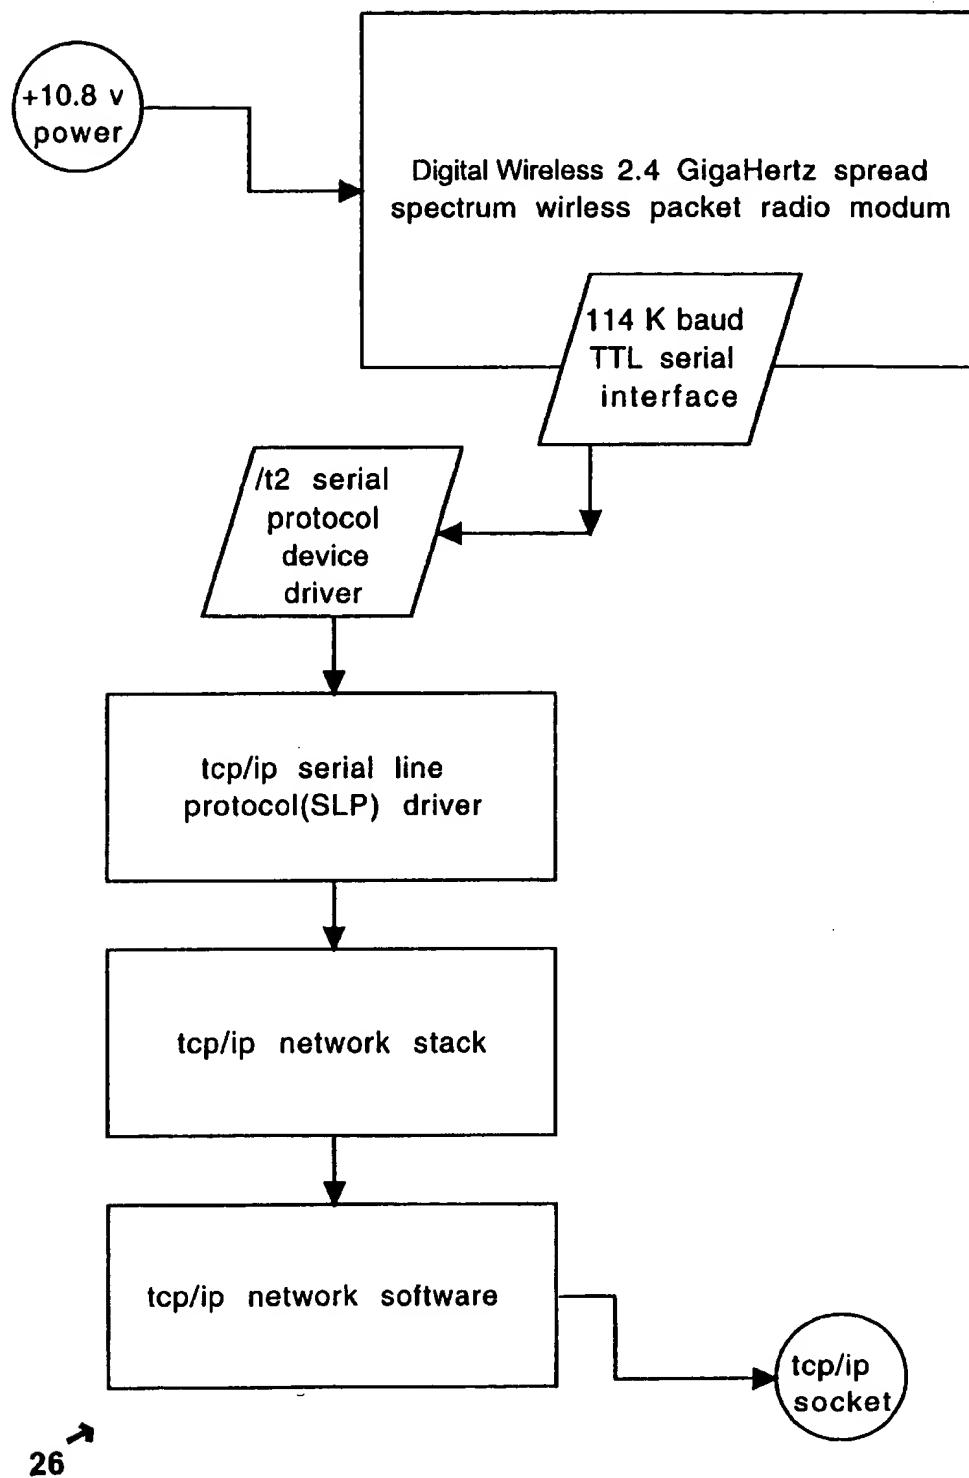 +10.8 v
power
Digital Wireless 2.4 GigaHertz spread
spectrum wirless packet radio modum
114 K baud
TTL serial
interface
/t2 serial
protocol
device
driver
tcp/ip serial line
protocol(SLP) driver
tcp/ip network stack
tcp/ip network software
tcp/ip
socket
26